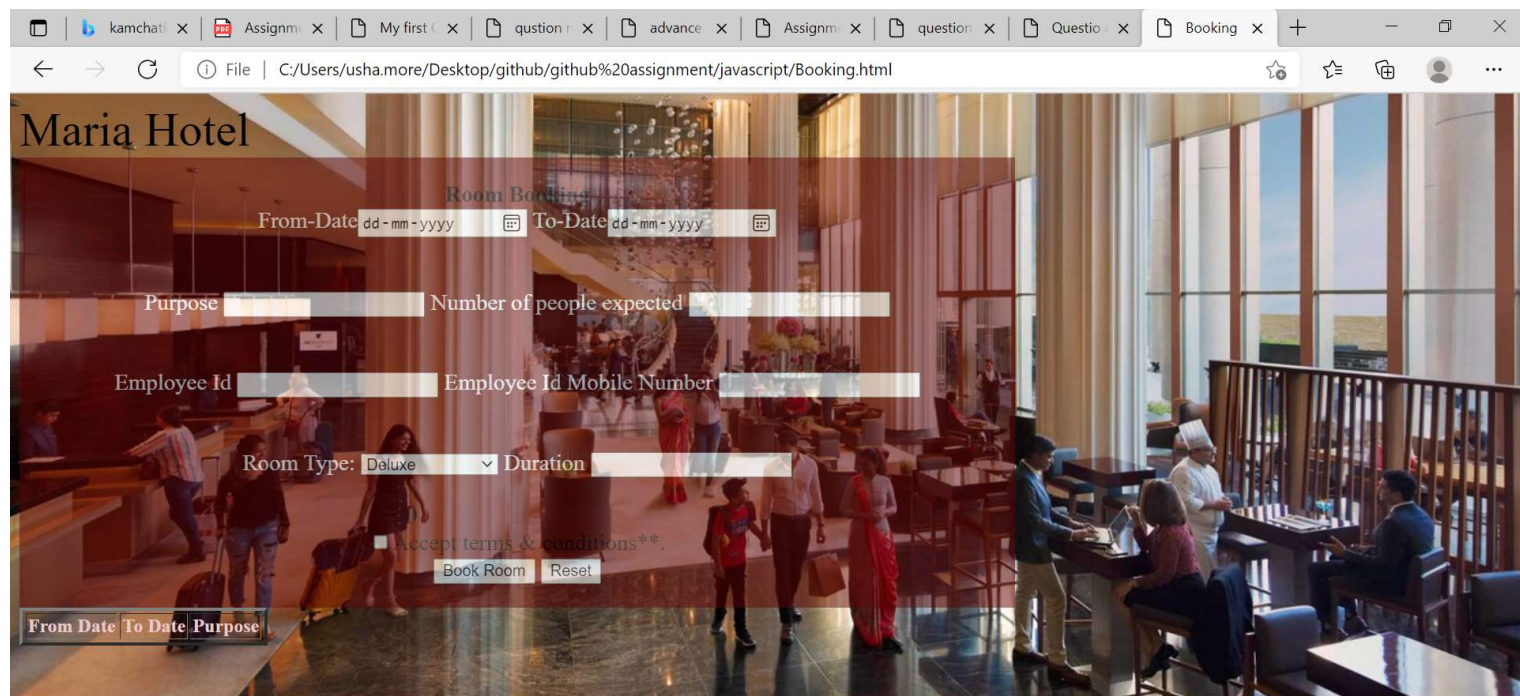 kamchatk Assignme My first C qustion r advance Assignme question Questio Booking
File C:/Users/usha.more/Desktop/github/github%20assignment/javascript/Booking.html
Maria Hotel
Room Booking
From-Date dd-mm-yyyy To-Date dd-mm-yyyy
Purpose Number of people expected
Employee Id Employee Id Mobile Number
Room Type: Deluxe Duration
Accept terms & conditions**.
Book Room Reset
From Date To Date Purpose